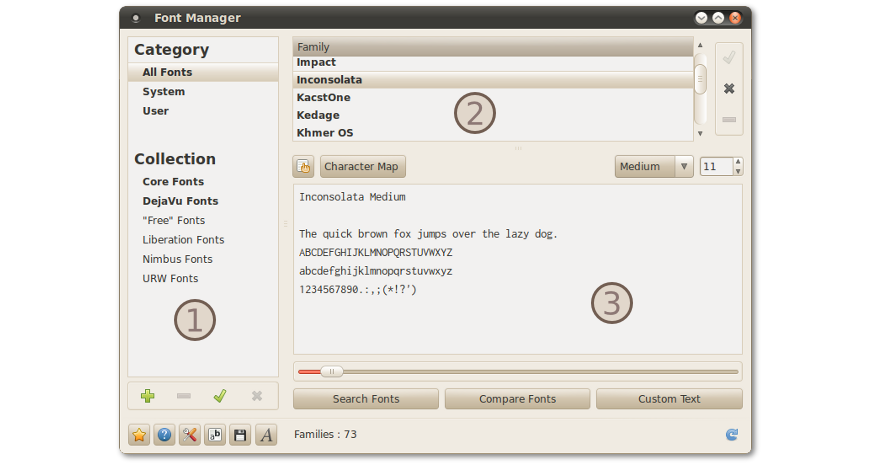 Font Manager
Category
All Fonts
System
User
Collection
Core Fonts
DejaVu Fonts
"Free" Fonts
Liberation Fonts
Nimbus Fonts
URW Fonts
1
Family
Impact
Inconsolata
KacstOne
Kedage
Khmer OS
2
Character Map
Medium
11
Inconsolata Medium
The quick brown fox jumps over the lazy dog.
ABCDEFGHIJKLMNOPQRSTUVWXYZ
abcdefghijklmnopqrstuvwxyz
1234567890.:,;(*!?')
3
Search Fonts
Compare Fonts
Custom Text
?
ab
A
Families : 73